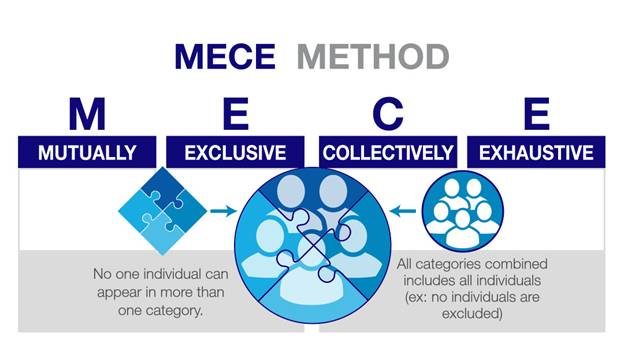 MECE METHOD
M E C E
MUTUALLY EXCLUSIVE COLLECTIVELY EXHAUSTIVE
No one individual can
appear in more than
one category.
All categories combined
includes all individuals
(ex: no individuals are
excluded)